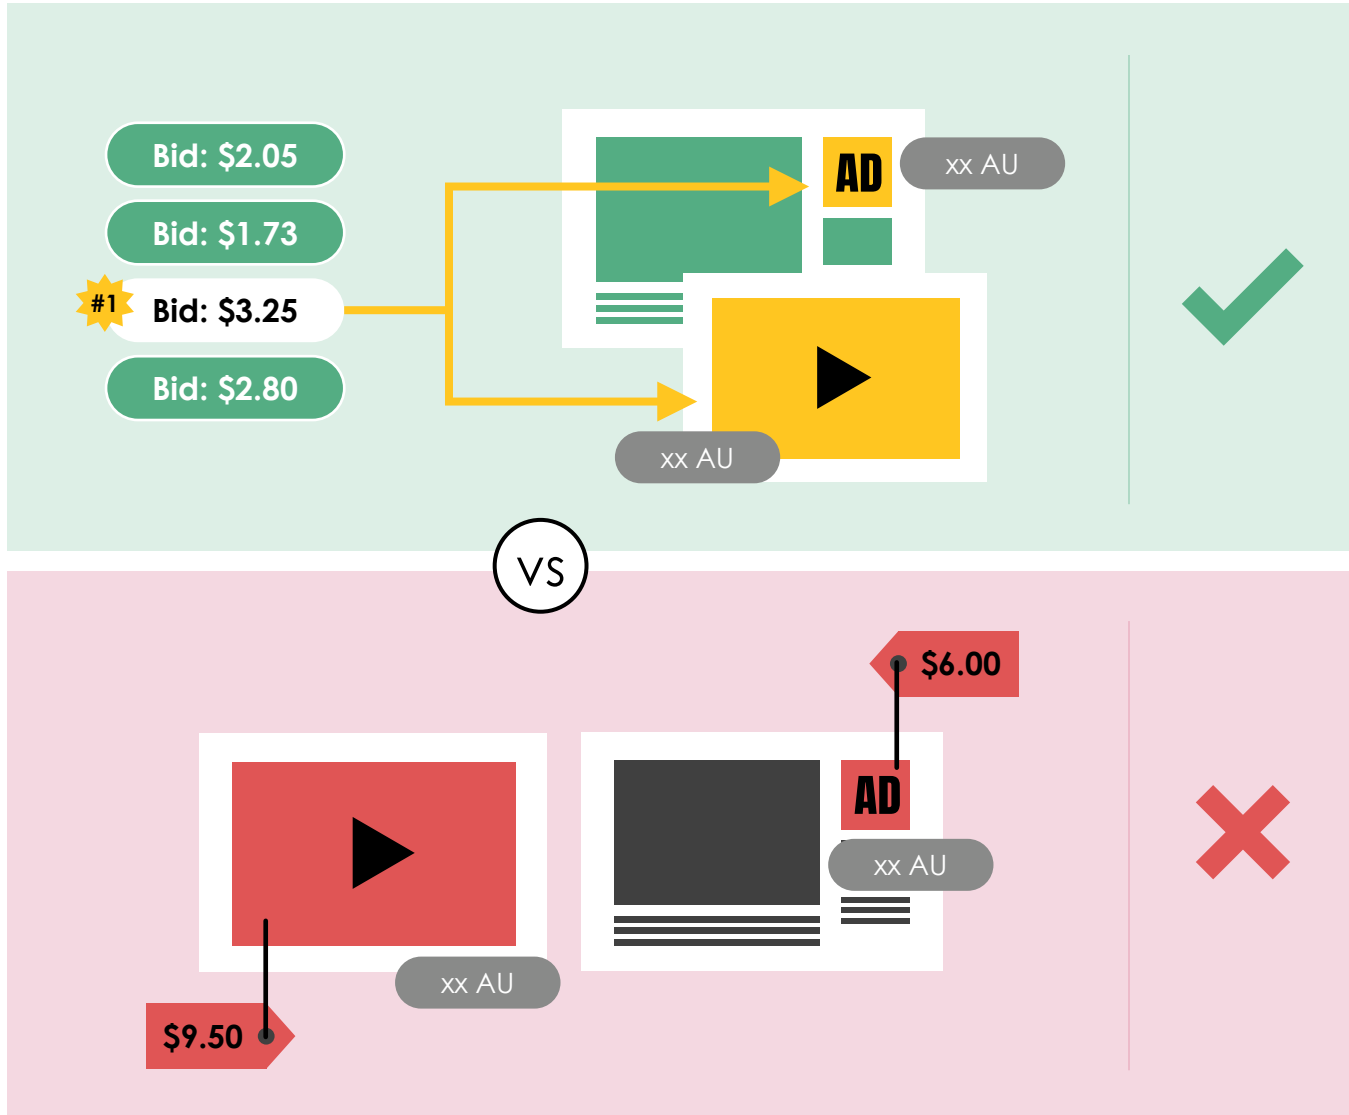 Bid: $2.05
Bid: $1.73
#1
Bid: $3.25
Bid: $2.80
AD
xx AU
xx AU
VS
$6.00
AD
xx AU
xx AU
$9.50